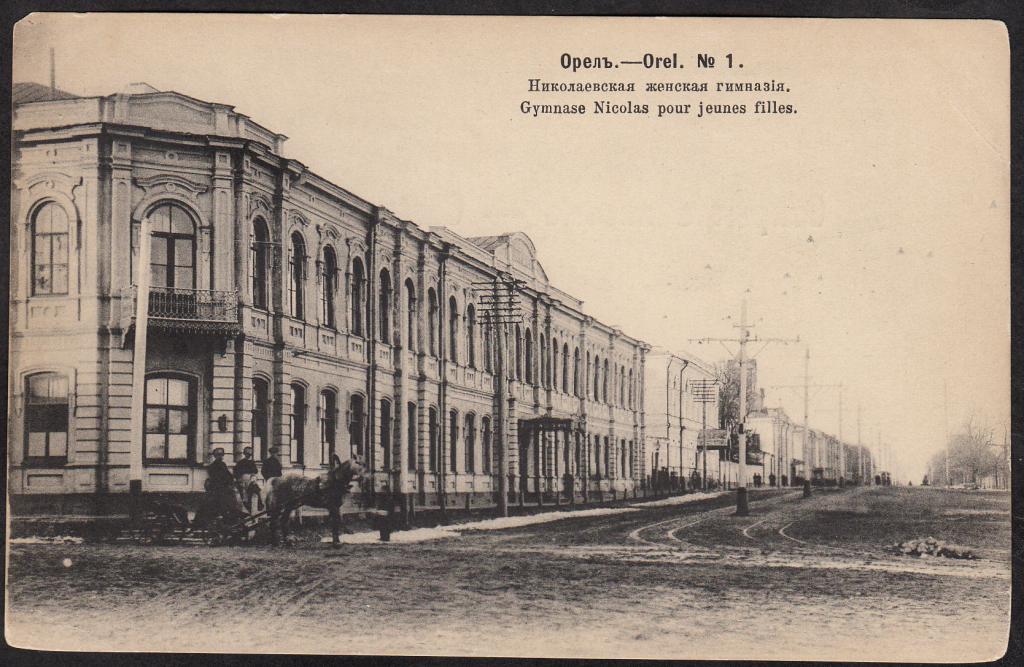 Орелъ.—Orel. № 1.
Николаевская женская гимназія.
Gymnase Nicolas pour jeunes filles.